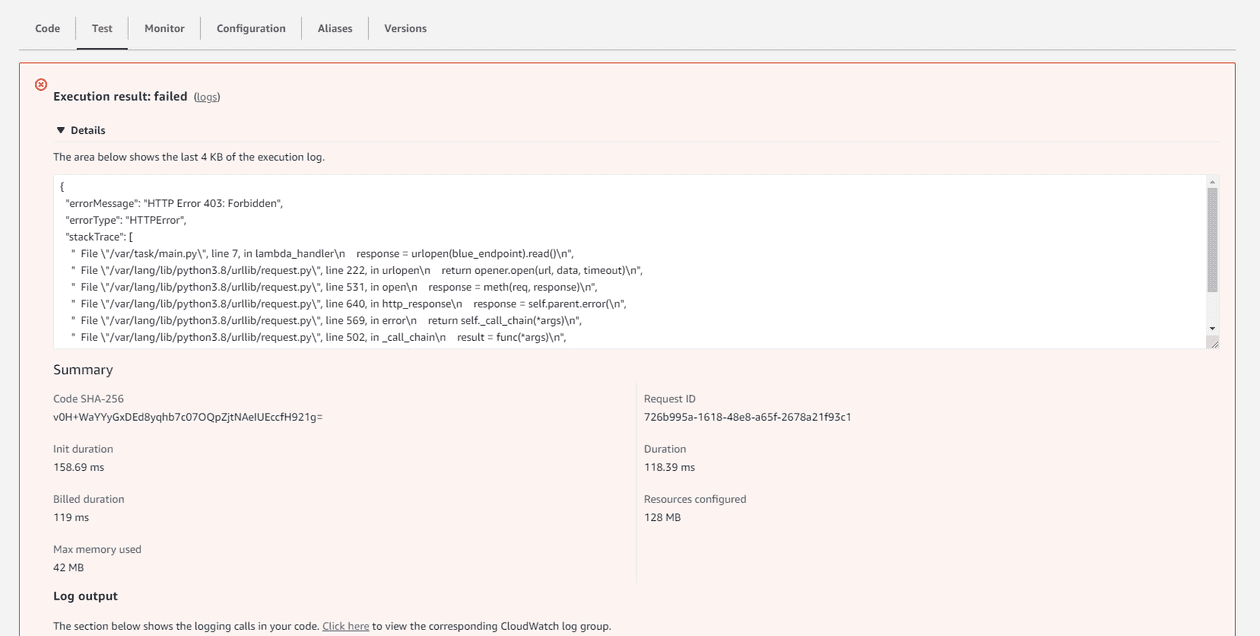 Code Test Monitor Configuration Aliases Versions
Execution result: failed (logs)
▼ Details
The area below shows the last 4 KB of the execution log.
{
"errorMessage": "HTTP Error 403: Forbidden",
"errorType": "HTTPError",
"stackTrace": [
" File \"/var/task/main.py\", line 7, in lambda_handler\n response = urlopen(blue_endpoint).read()\n",
" File \"/var/lang/lib/python3.8/urllib/request.py\", line 222, in urlopen\n return opener.open(url, data, timeout)\n",
" File \"/var/lang/lib/python3.8/urllib/request.py\", line 531, in open\n response = meth(req, response)\n",
" File \"/var/lang/lib/python3.8/urllib/request.py\", line 640, in http_response\n response = self.parent.error(\n",
" File \"/var/lang/lib/python3.8/urllib/request.py\", line 569, in error\n return self._call_chain(*args)\n",
" File \"/var/lang/lib/python3.8/urllib/request.py\", line 502, in _call_chain\n result = func(*args)\n",
Summary
Code SHA-256
v0H+WaYYyGxDEd8yqhb7c07OQpZjtNAeIUEccfH921g=
Request ID
726b995a-1618-48e8-a65f-2678a21f93c1
Init duration
158.69 ms
Duration
118.39 ms
Billed duration
119 ms
Resources configured
128 MB
Max memory used
42 MB
Log output
The section below shows the logging calls in your code. Click here to view the corresponding CloudWatch log group.